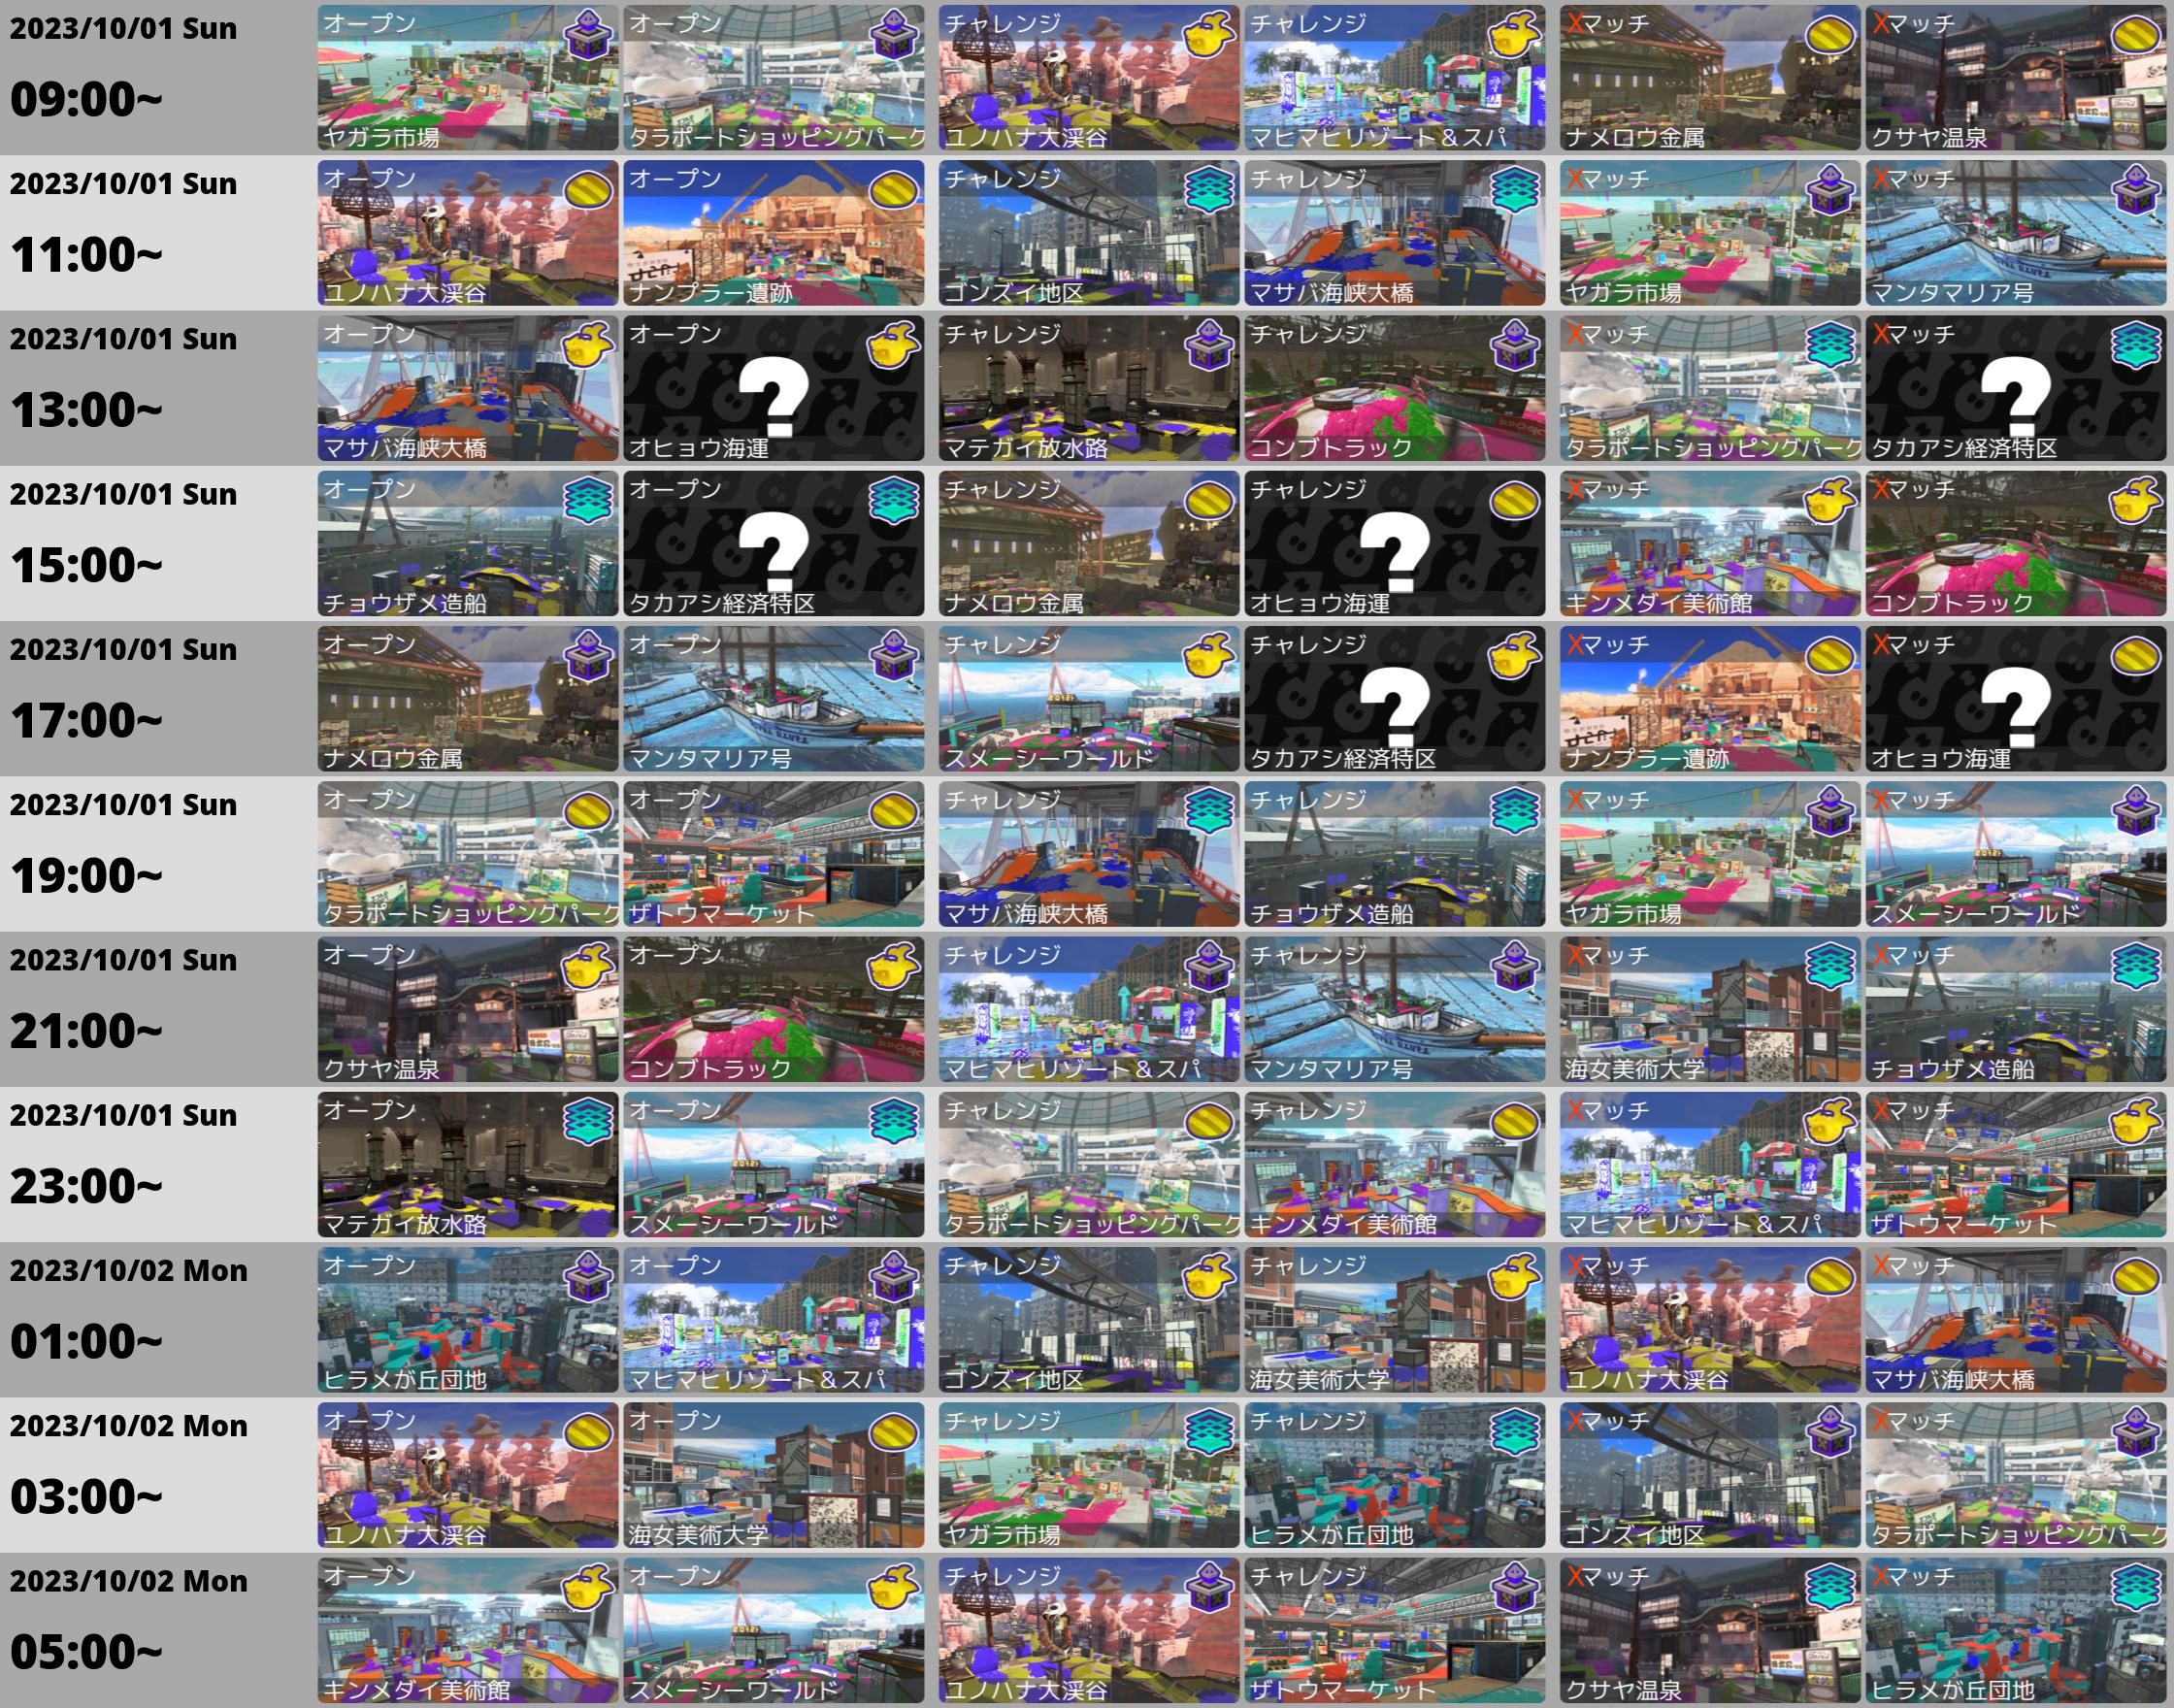 2023/10/01 Sun
09:00~
オープン
ヤガラ市場
オープン
タラポートショッピングパーク
チャレンジ
ユノハナ大渓谷
チャレンジ
マヒマヒリゾート＆スパ
Xマッチ
ナメロウ金属
Xマッチ
クサヤ温泉
2023/10/01 Sun
11:00~
オープン
ユノハナ大渓谷
オープン
ナンプラー遺跡
チャレンジ
ゴンズイ地区
チャレンジ
マサバ海峡大橋
Xマッチ
ヤガラ市場
Xマッチ
マンタマリア号
2023/10/01 Sun
13:00~
オープン
マサバ海峡大橋
オープン
?
オヒョウ海運
チャレンジ
マテガイ放水路
チャレンジ
コンブトラック
Xマッチ
タラポートショッピングパーク
Xマッチ
?
タカアシ経済特区
2023/10/01 Sun
15:00~
オープン
チョウザメ造船
オープン
?
タカアシ経済特区
チャレンジ
ナメロウ金属
チャレンジ
?
オヒョウ海運
Xマッチ
キンメダイ美術館
Xマッチ
コンブトラック
2023/10/01 Sun
17:00~
オープン
ナメロウ金属
オープン
マンタマリア号
チャレンジ
スメーシーワールド
チャレンジ
?
タカアシ経済特区
Xマッチ
ナンプラー遺跡
Xマッチ
?
オヒョウ海運
2023/10/01 Sun
19:00~
オープン
タラポートショッピングパーク
オープン
ザトウマーケット
チャレンジ
マサバ海峡大橋
チャレンジ
チョウザメ造船
Xマッチ
ヤガラ市場
Xマッチ
スメーシーワールド
2023/10/01 Sun
21:00~
オープン
クサヤ温泉
オープン
コンブトラック
チャレンジ
マヒマヒリゾート＆スパ
チャレンジ
マンタマリア号
Xマッチ
海女美術大学
Xマッチ
チョウザメ造船
2023/10/01 Sun
23:00~
オープン
マテガイ放水路
オープン
スメーシーワールド
チャレンジ
タラポートショッピングパーク
チャレンジ
キンメダイ美術館
Xマッチ
マヒマヒリゾート＆スパ
Xマッチ
ザトウマーケット
2023/10/02 Mon
01:00~
オープン
ヒラメが丘団地
オープン
マヒマヒリゾート＆スパ
チャレンジ
ゴンズイ地区
チャレンジ
海女美術大学
Xマッチ
ユノハナ大渓谷
Xマッチ
マサバ海峡大橋
2023/10/02 Mon
03:00~
オープン
ユノハナ大渓谷
オープン
海女美術大学
チャレンジ
ヤガラ市場
チャレンジ
ヒラメが丘団地
Xマッチ
ゴンズイ地区
Xマッチ
タラポートショッピングパーク
2023/10/02 Mon
05:00~
オープン
キンメダイ美術館
オープン
スメーシーワールド
チャレンジ
ユノハナ大渓谷
チャレンジ
ザトウマーケット
Xマッチ
クサヤ温泉
Xマッチ
ヒラメが丘団地